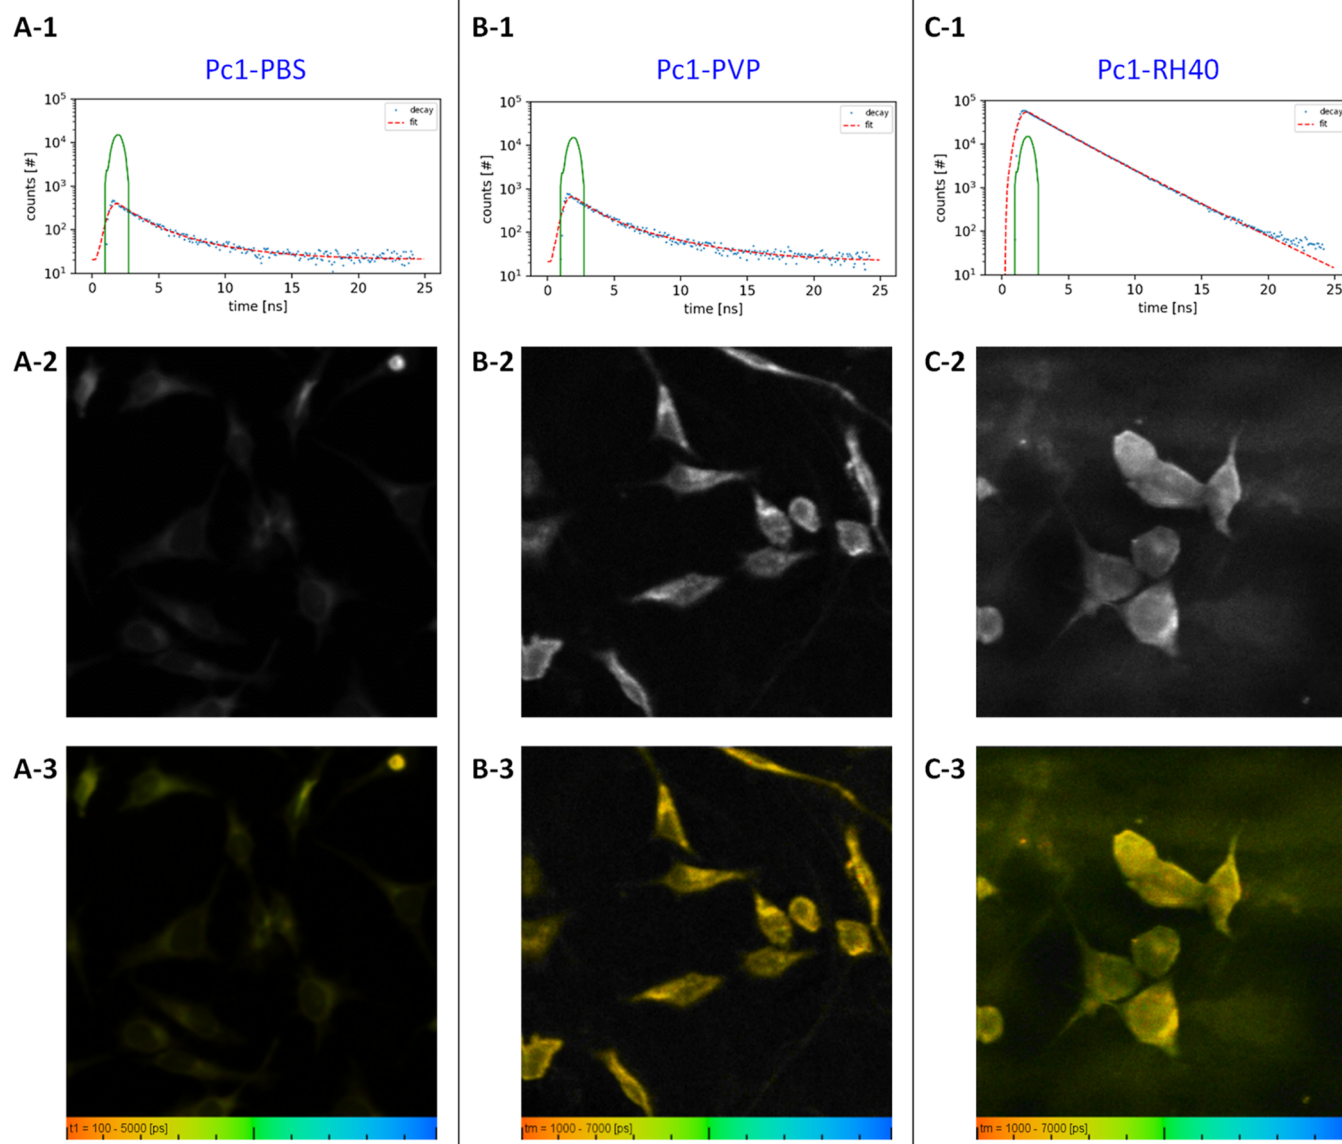 A-1
Pc1-PBS
10^5
10^4
10^3
10^2
10^1
counts [#]
decay
fit
0 5 10 15 20 25
time [ns]
B-1
Pc1-PVP
10^5
10^4
10^3
10^2
10^1
counts [#]
decay
fit
0 5 10 15 20 25
time [ns]
C-1
Pc1-RH40
10^5
10^4
10^3
10^2
10^1
counts [#]
decay
fit
0 5 10 15 20 25
time [ns]
A-2
B-2
C-2
A-3
t1 = 100 - 5000 [ps]
B-3
tm = 1000 - 7000 [ps]
C-3
tm = 1000 - 7000 [ps]